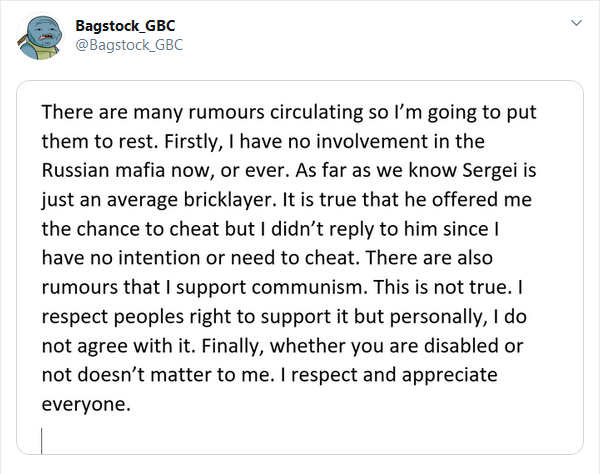 Bagstock_GBC
@Bagstock_GBC
There are many rumours circulating so I’m going to put
them to rest. Firstly, I have no involvement in the
Russian mafia now, or ever. As far as we know Sergei is
just an average bricklayer. It is true that he offered me
the chance to cheat but I didn’t reply to him since I
have no intention or need to cheat. There are also
rumours that I support communism. This is not true. I
respect peoples right to support it but personally, I do
not agree with it. Finally, whether you are disabled or
not doesn’t matter to me. I respect and appreciate
everyone.